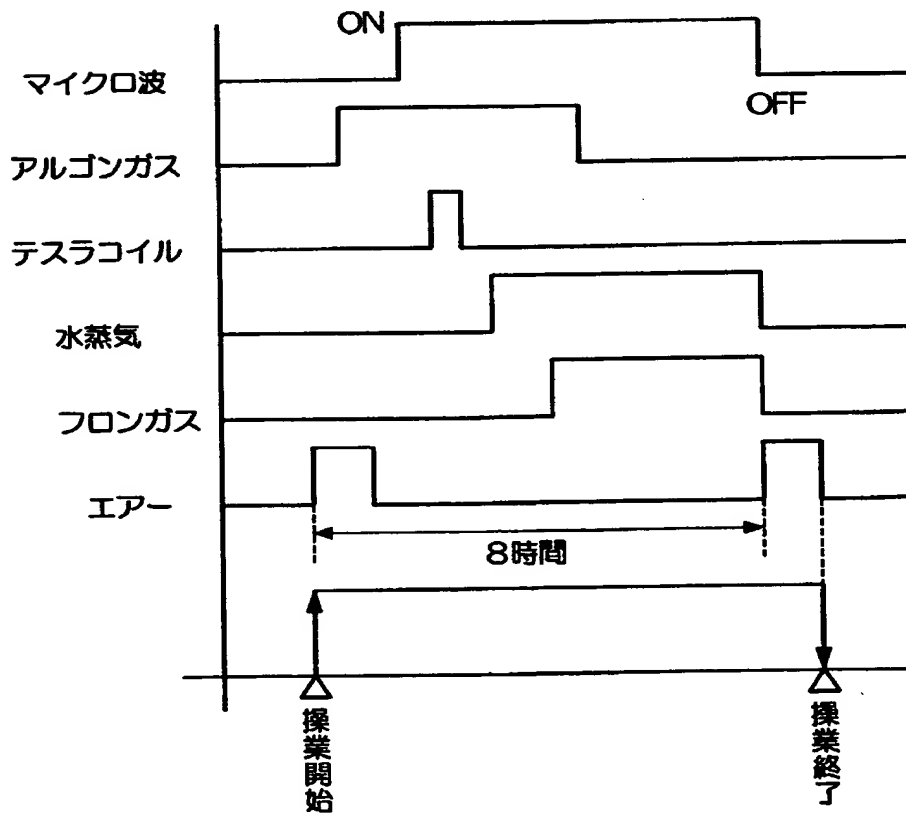 ON
マイクロ波
OFF
アルゴンガス
テスラコイル
水蒸気
フロンガス
エアー
8時間
操業開始
操業終了